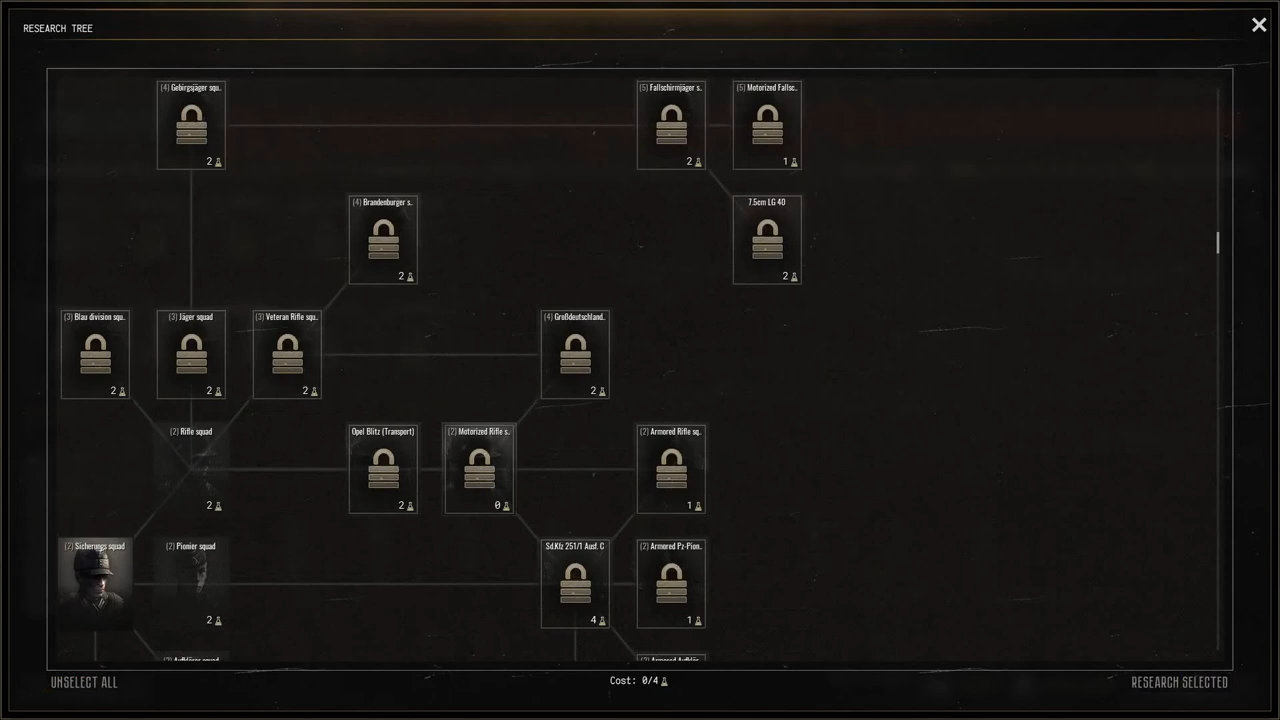 RESEARCH TREE
(4) Gebirgsjäger squ..
2
(5) Fallschirmjäger s..
2
(5) Motorized Fallsc..
1
(4) Brandenburger s..
2
7.5cm LG 40
2
(3) Blau division squ..
2
(3) Jäger squad
2
(3) Veteran Rifle squ..
2
(4) Großdeutschland..
2
(2) Rifle squad
2
Opel Blitz (Transport)
2
(2) Motorized Rifle s..
0
(2) Armored Rifle sq..
1
(2) Sicherungs squad
(2) Pionier squad
2
Sd.Kfz 251/1 Ausf. C
4
(2) Armored Pz-Pion..
1
UNSELECT ALL
Cost: 0/4
RESEARCH SELECTED